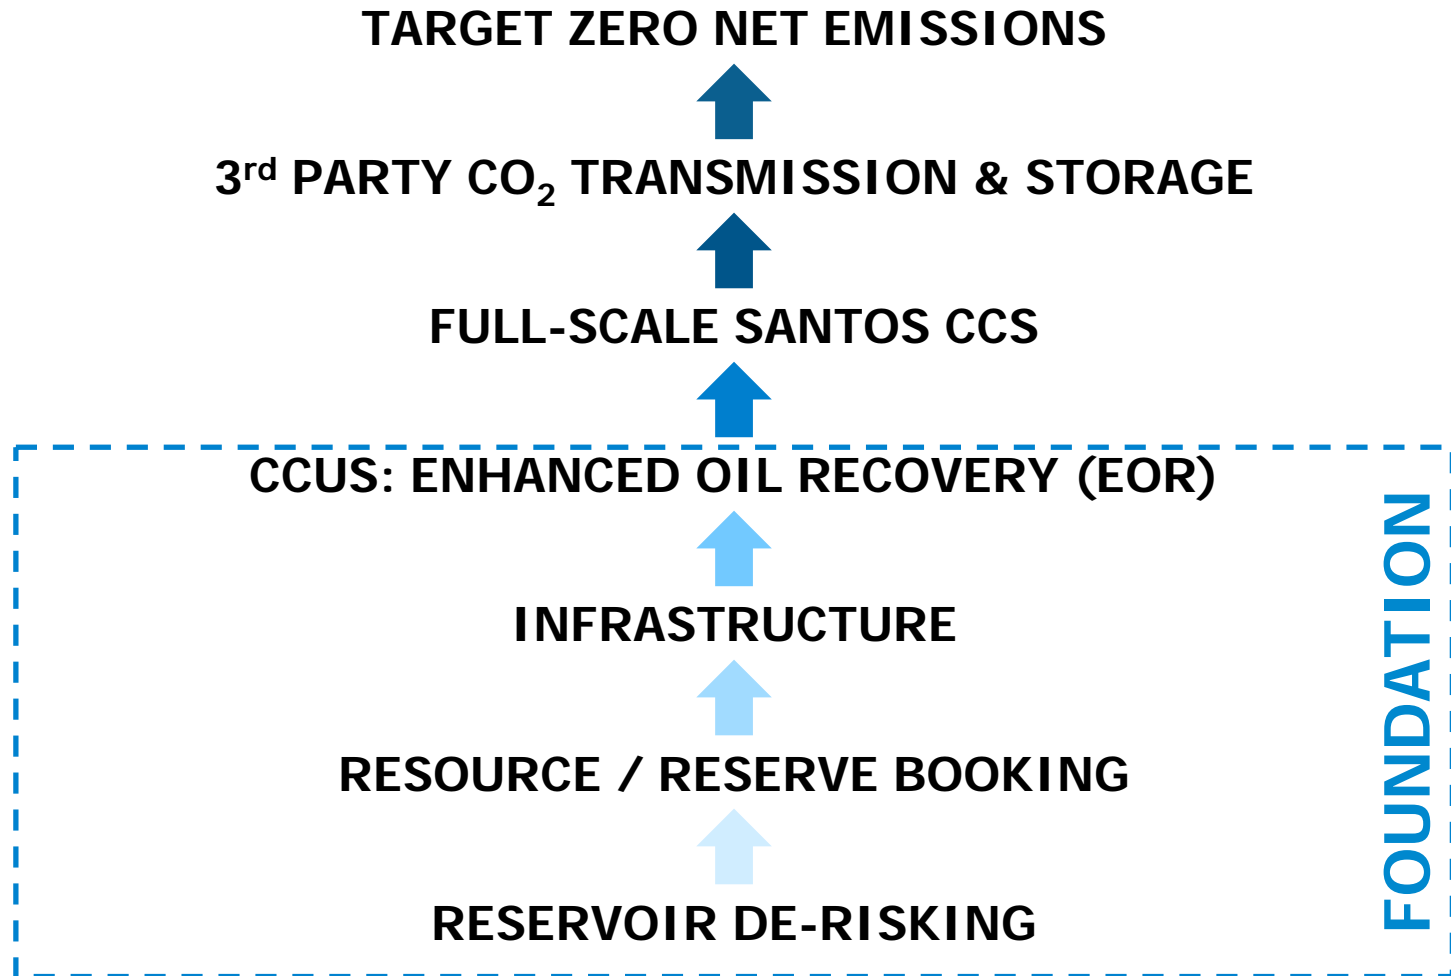 TARGET ZERO NET EMISSIONS
3rd PARTY CO₂ TRANSMISSION & STORAGE
FULL-SCALE SANTOS CCS
CCUS: ENHANCED OIL RECOVERY (EOR)
INFRASTRUCTURE
RESOURCE / RESERVE BOOKING
RESERVOIR DE-RISKING
FOUNDATION